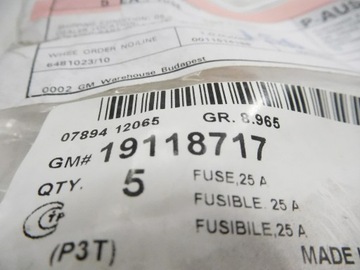 WHSE ORDER NO/LINE
6481023/10
0002 GM Warehouse Budapest
07894 12065
GR. 8.965
GM# 19118717
QTY. 5
FUSE,25 A
FUSIBLE, 25 A
FUSIBILE,25 A
(P3T)
MADE